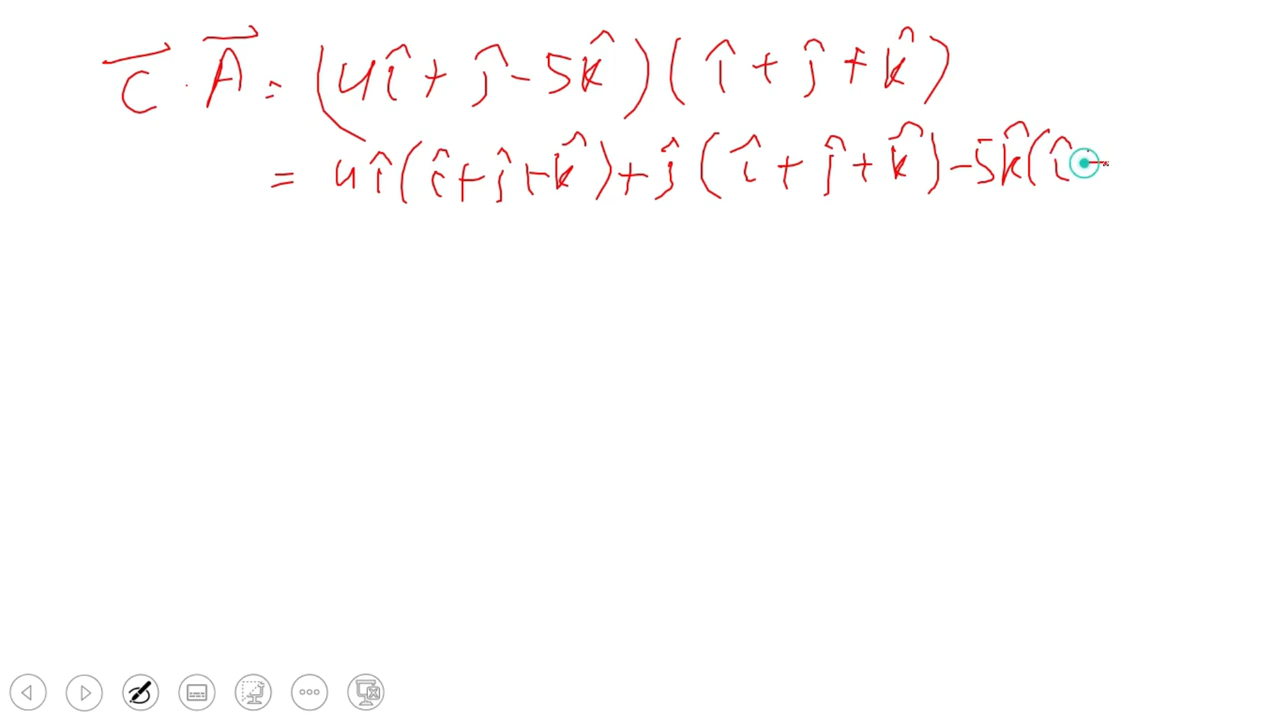 C⃗ · A⃗ = (4î + ĵ - 5k̂)(î + ĵ + k̂)
= 4î(î + ĵ + k̂) + ĵ(î + ĵ + k̂) - 5k̂(î +